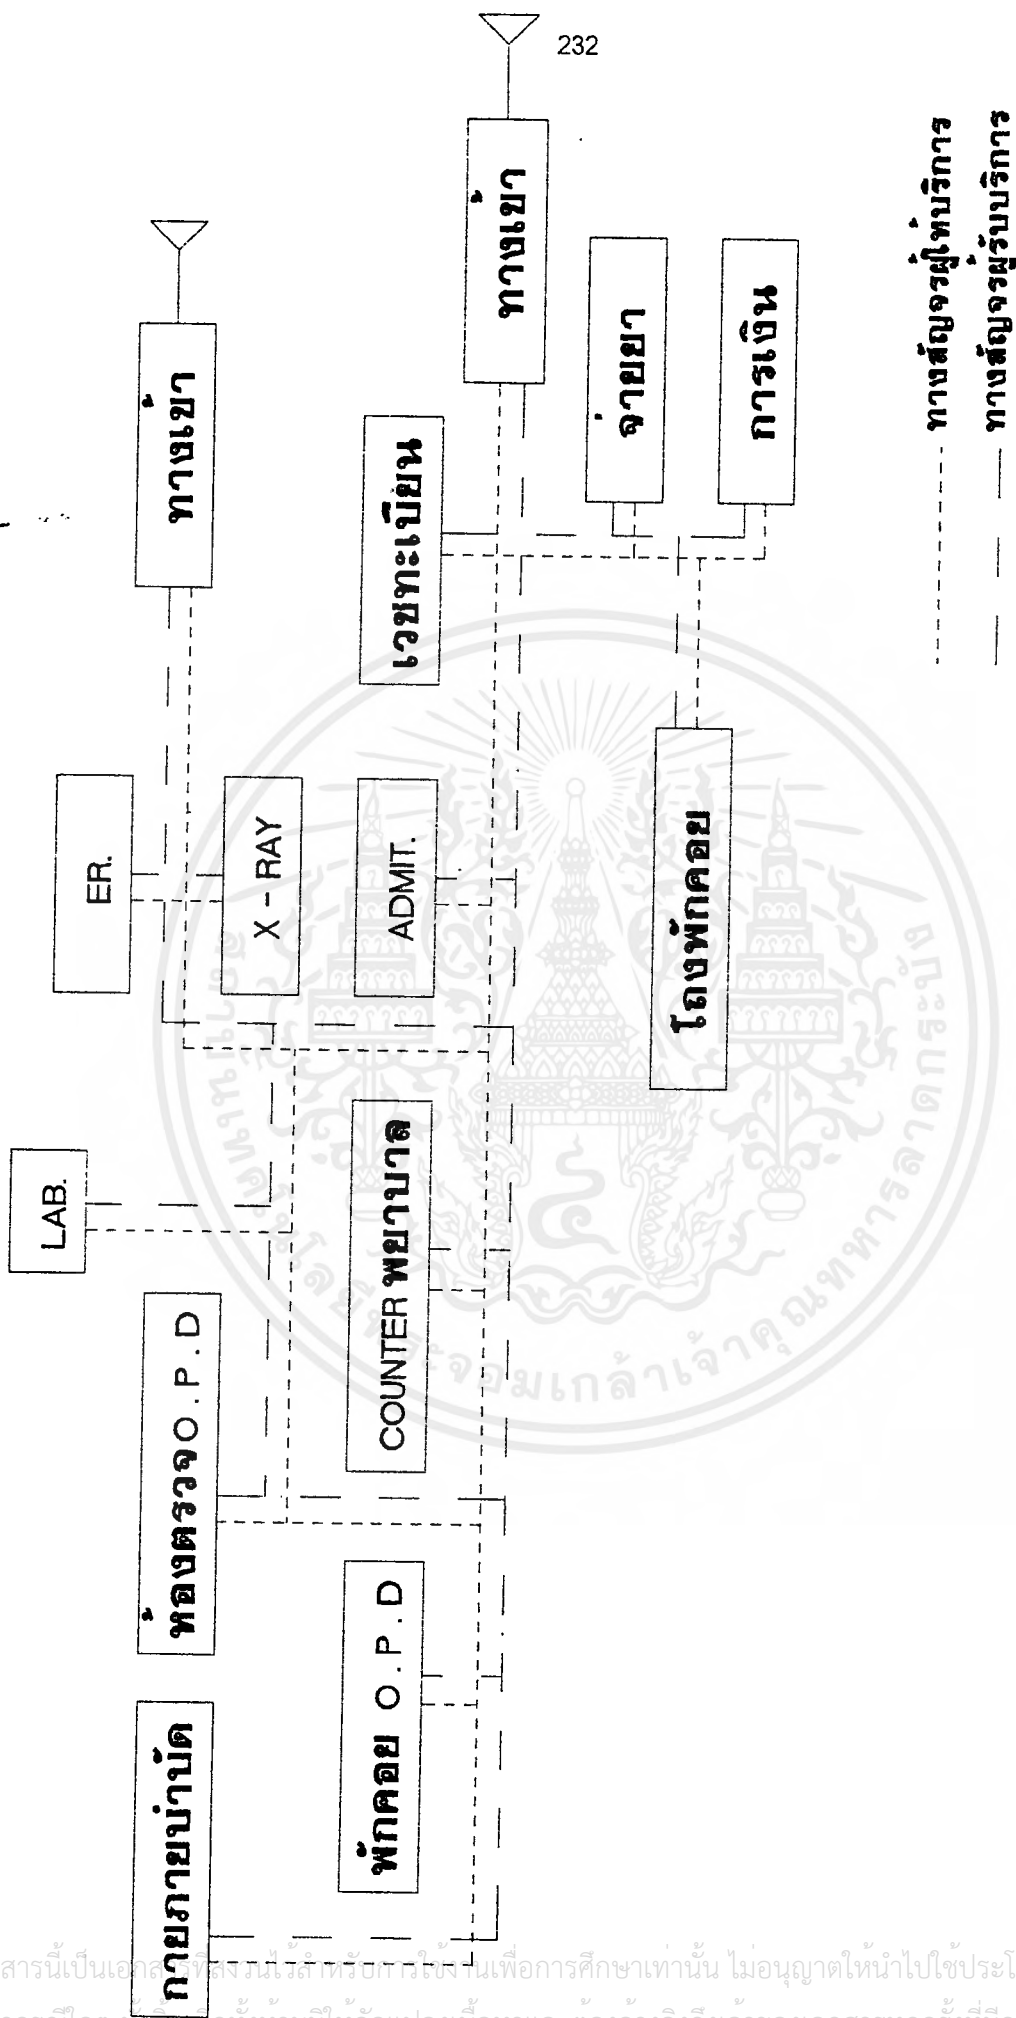 232
ทางเข้า
ทางเข้า
เวชทะเบียน
จ่ายยา
การเงิน
ER.
X - RAY
ADMIT.
โถงพักคอย
LAB.
COUNTER พยาบาล
ห้องตรวจ O . P . D
พักคอย O . P . D
กายภาพบำบัด
ทางสัญจรผู้ให้บริการ
ทางสัญจรผู้รับบริการ
สารนี้เป็นเอกสารที่สงวนไว้สำหรับการใช้งานเพื่อการศึกษาเท่านั้น ไม่อนุญาตให้นำไปใช้ประโ